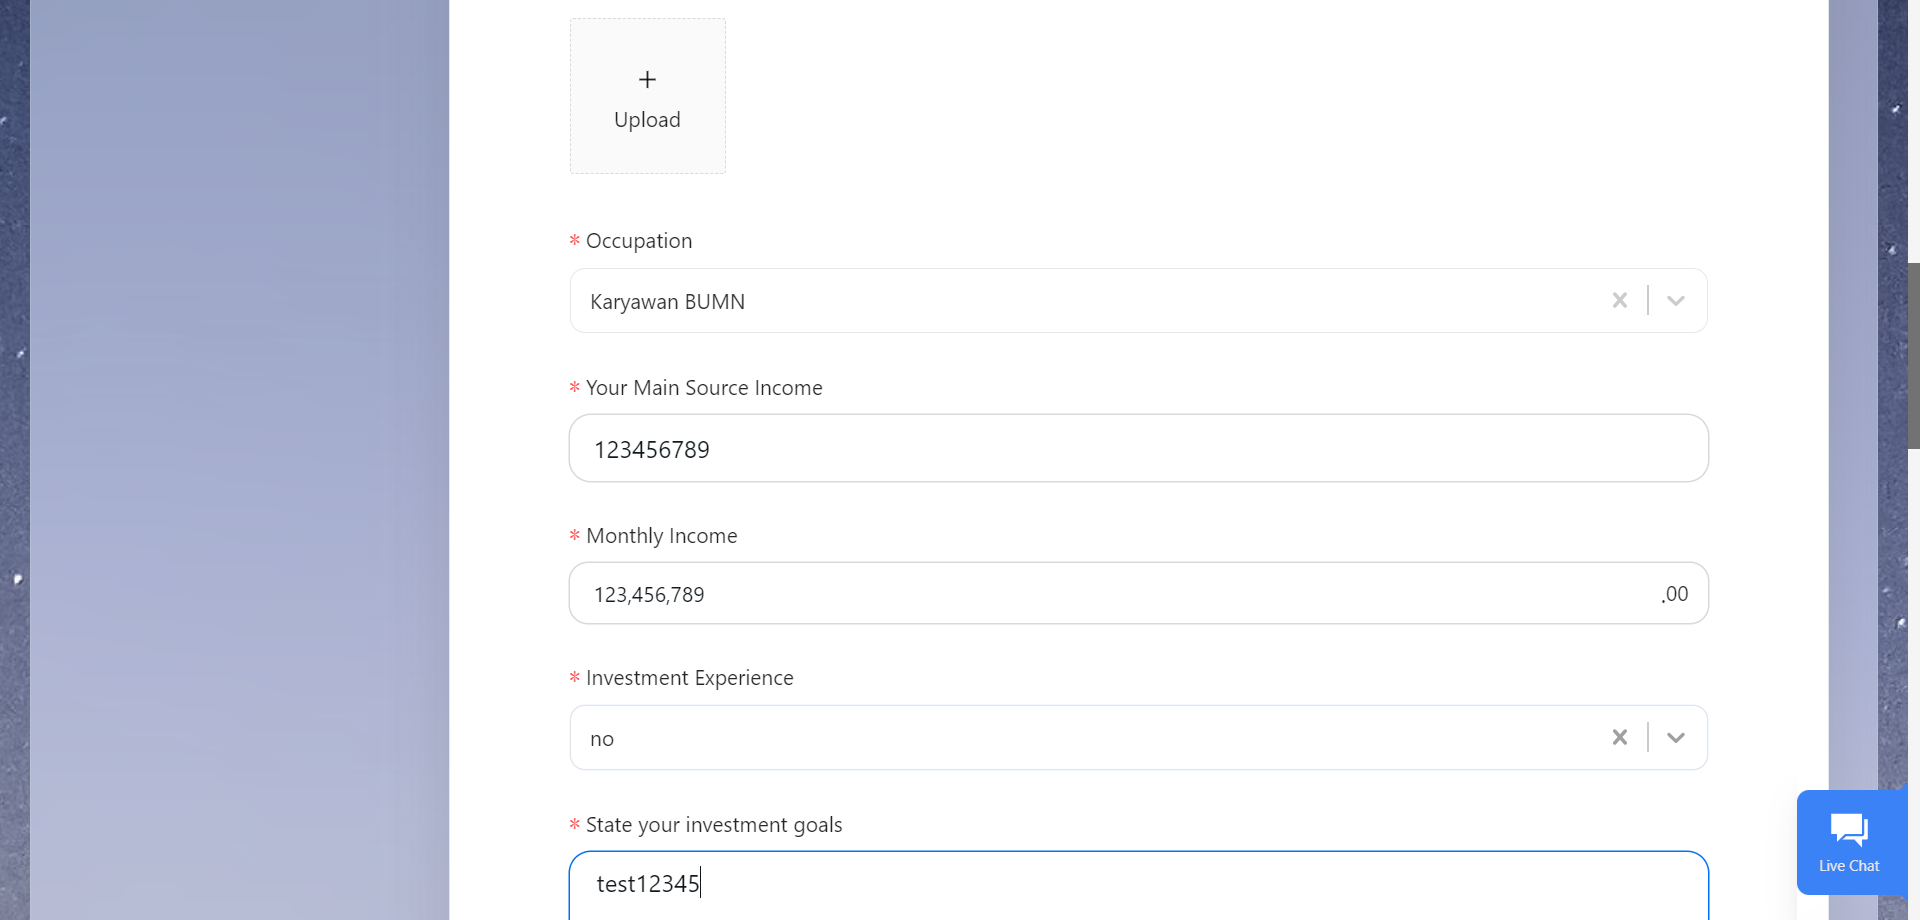 +
Upload
* Occupation
Karyawan BUMN
* Your Main Source Income
123456789
* Monthly Income
123,456,789 .00
* Investment Experience
no
* State your investment goals
test12345
Live Chat